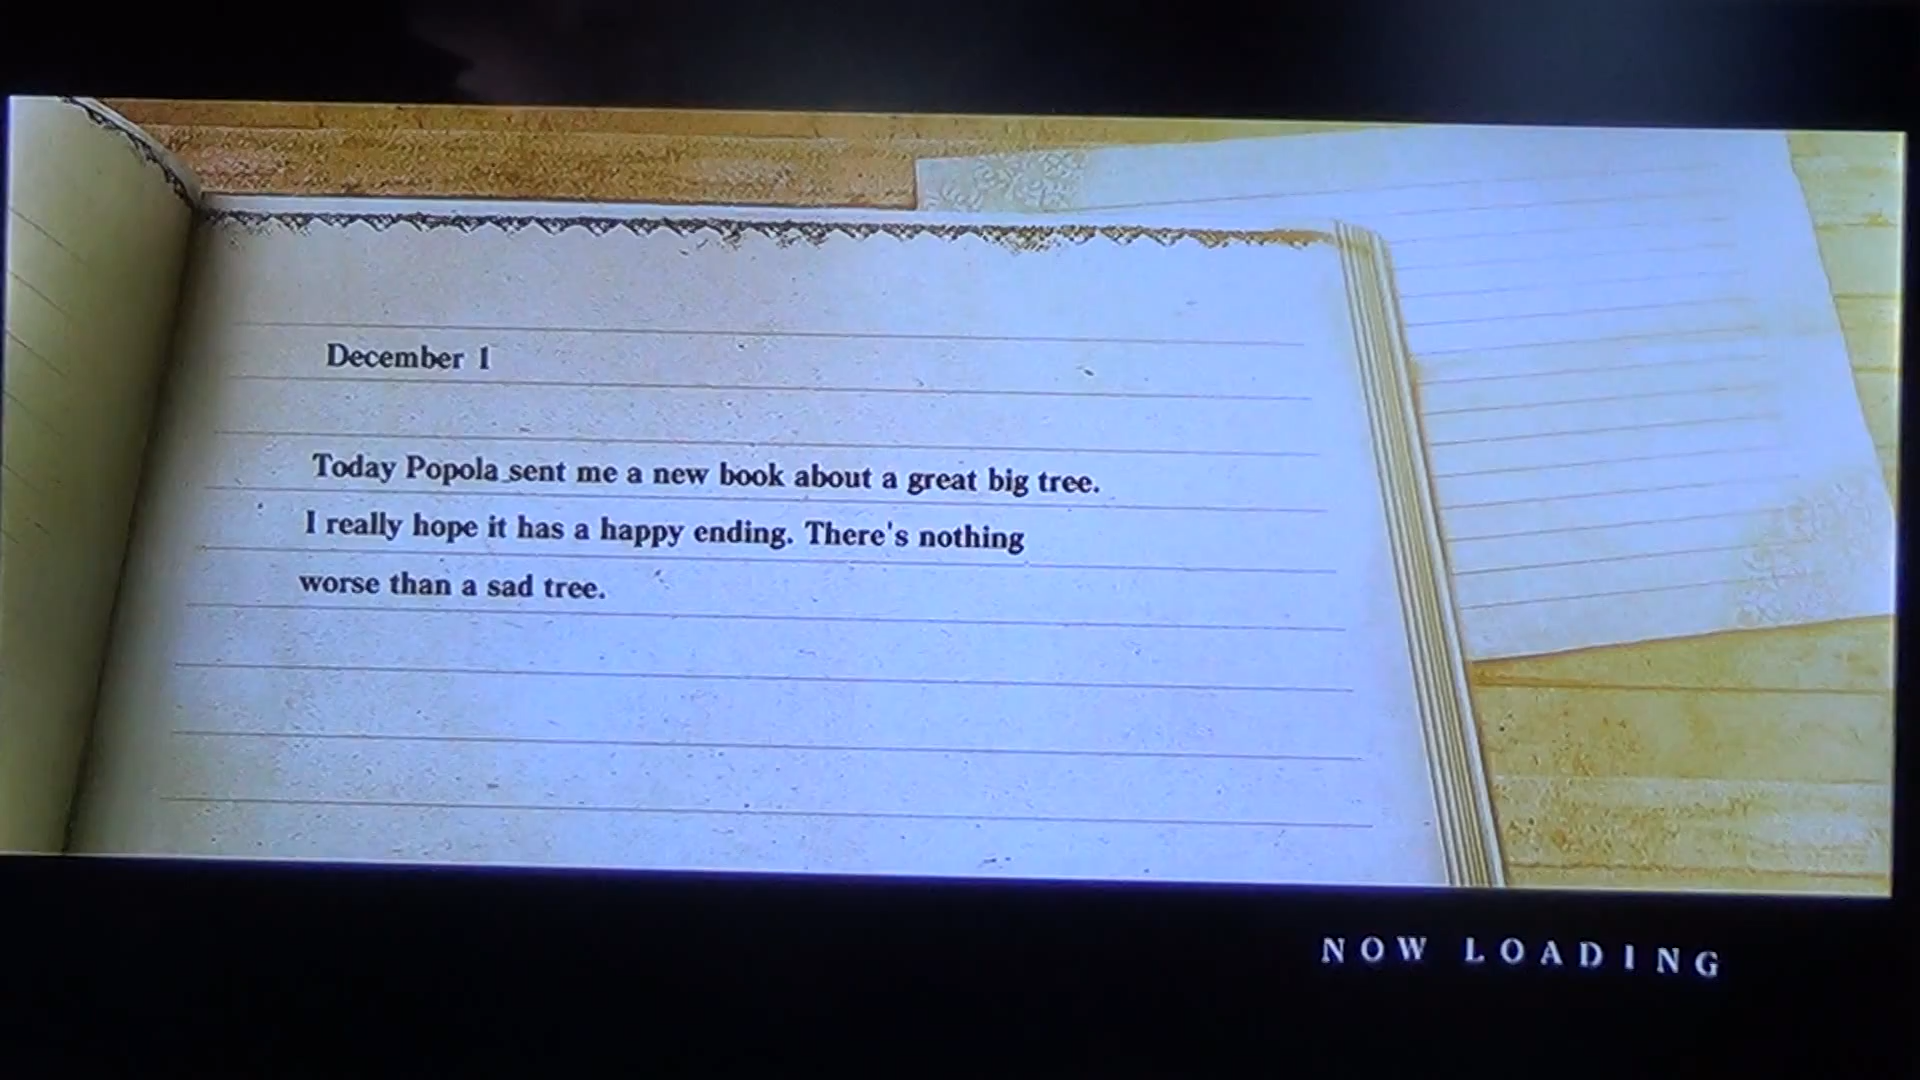 December 1
Today Popola sent me a new book about a great big tree.
I really hope it has a happy ending. There's nothing
worse than a sad tree.
NOW LOADING